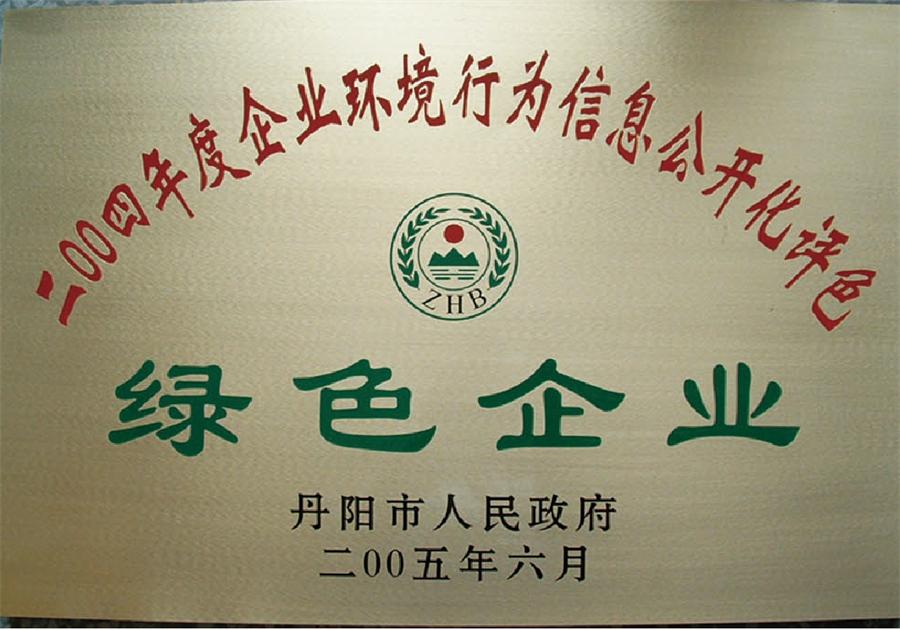 二00四年度企业环境行为信息公开化评色
ZHB
绿色企业
丹阳市人民政府
二00五年六月